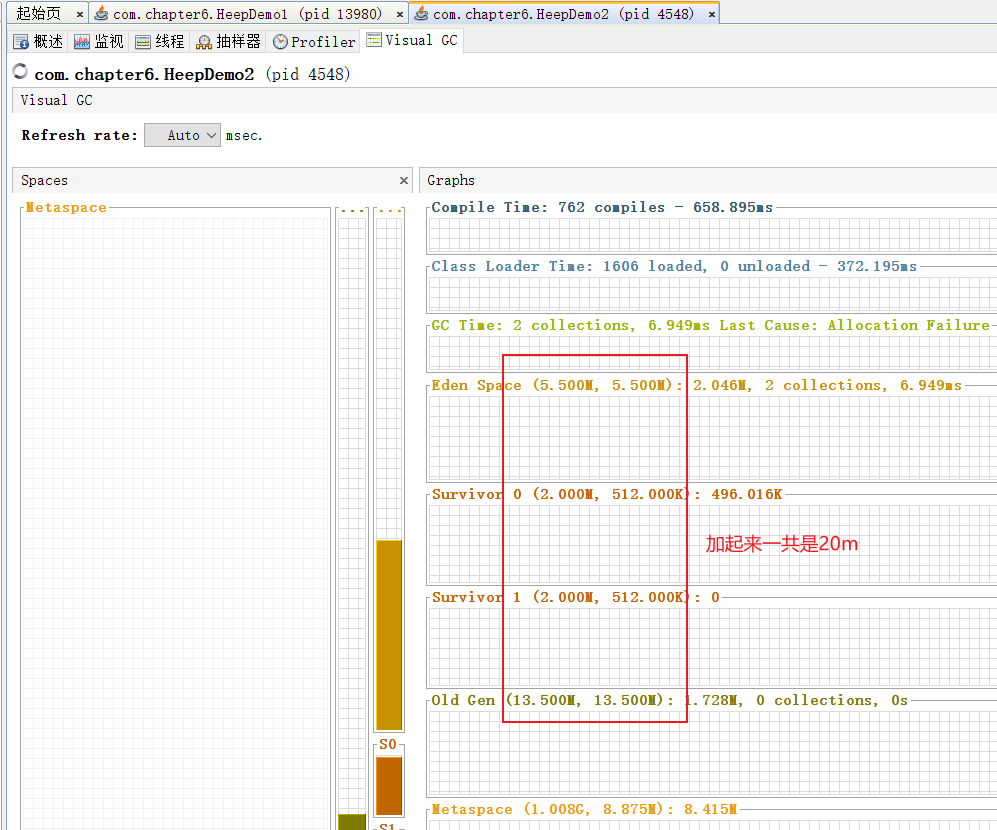 起始页 × com.chapter6.HeepDemo1 (pid 13980) × com.chapter6.HeepDemo2 (pid 4548) ×
概述 监视 线程 抽样器 Profiler Visual GC
com.chapter6.HeepDemo2 (pid 4548)
Visual GC
Refresh rate: Auto msec.
Spaces ×
Graphs
Metaspace
...
...
S0
S1
Compile Time: 762 compiles - 658.895ms
Class Loader Time: 1606 loaded, 0 unloaded - 372.195ms
GC Time: 2 collections, 6.949ms Last Cause: Allocation Failure
Eden Space (5.500M, 5.500M): 2.046M, 2 collections, 6.949ms
Survivor 0 (2.000M, 512.000K): 496.016K
加起来一共是20m
Survivor 1 (2.000M, 512.000K): 0
Old Gen (13.500M, 13.500M): 1.728M, 0 collections, 0s
Metaspace (1.008G, 8.875M): 8.415M